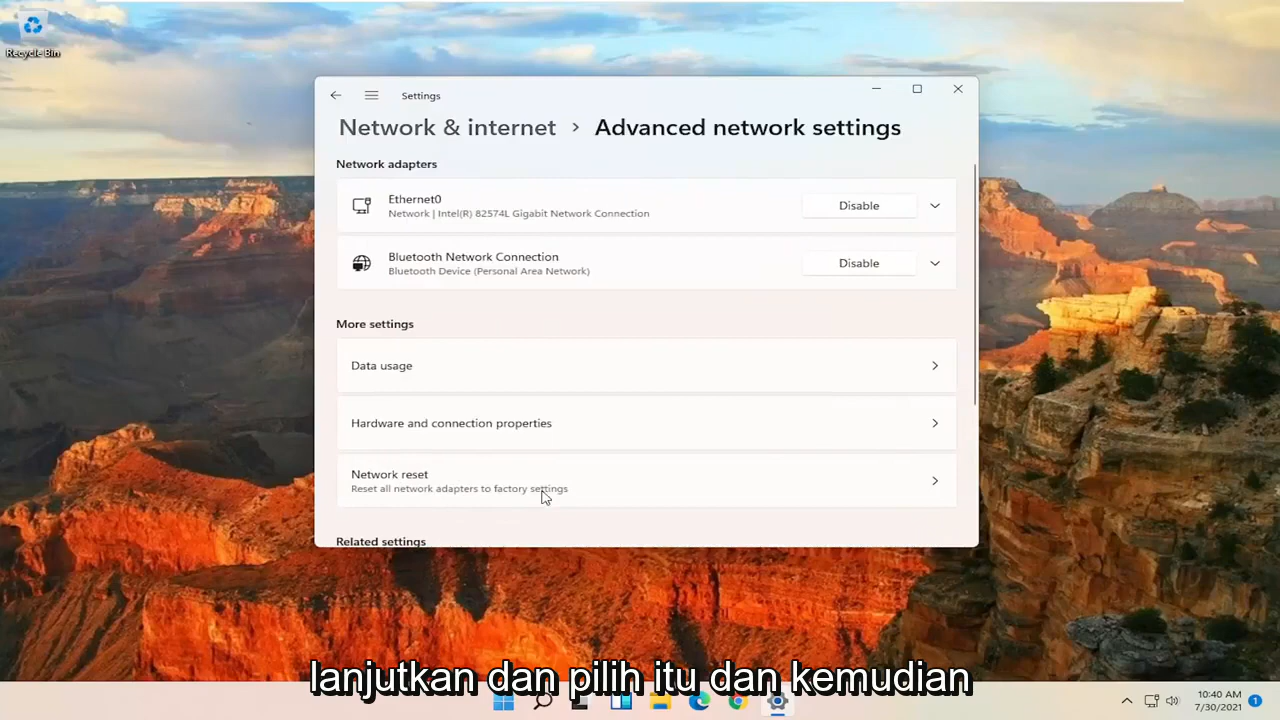 Recycle Bin
Settings
Network & internet > Advanced network settings
Network adapters
Ethernet0
Network | Intel(R) 82574L Gigabit Network Connection
Disable
Bluetooth Network Connection
Bluetooth Device (Personal Area Network)
Disable
More settings
Data usage
Hardware and connection properties
Network reset
Reset all network adapters to factory settings
Related settings
lanjutkan dan pilih itu dan kemudian
10:40 AM
7/30/2021
1